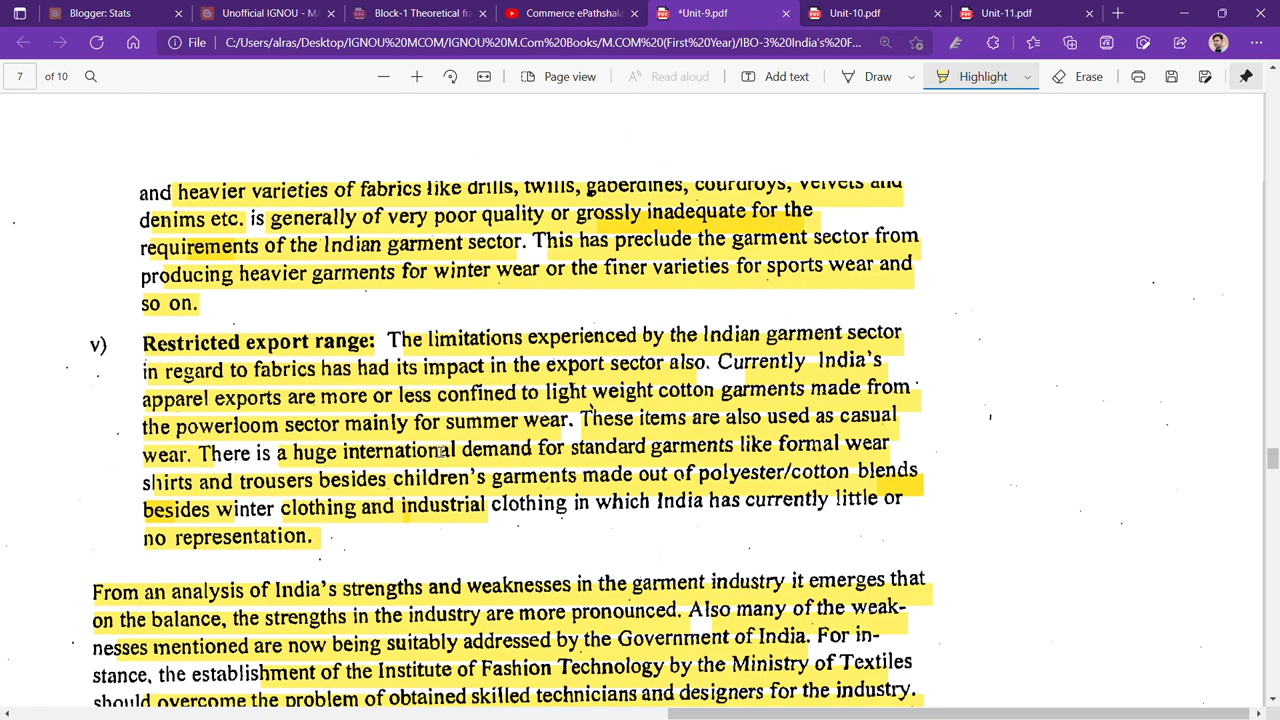 Blogger: Stats
Unofficial IGNOU - MA
Block-1 Theoretical fra
Commerce ePathshala
*Unit-9.pdf
Unit-10.pdf
Unit-11.pdf
File
C:/Users/alras/Desktop/IGNOU%20MCOM/IGNOU%20M.Com%20Books/M.COM%20(First%20Year)/IBO-3%20India's%20F...
7 of 10
Page view
Read aloud
Add text
Draw
Highlight
Erase
and heavier varieties of fabrics like drills, twills, gaberdines, courdroys, velvets and
denims etc. is generally of very poor quality or grossly inadequate for the
requirements of the Indian garment sector. This has preclude the garment sector from
producing heavier garments for winter wear or the finer varieties for sports wear and
so on.
v) Restricted export range: The limitations experienced by the Indian garment sector
in regard to fabrics has had its impact in the export sector also. Currently India's
apparel exports are more or less confined to light weight cotton garments made from
the powerloom sector mainly for summer wear. These items are also used as casual
wear. There is a huge international demand for standard garments like formal wear
shirts and trousers besides children's garments made out of polyester/cotton blends
besides winter clothing and industrial clothing in which India has currently little or
no representation.
From an analysis of India's strengths and weaknesses in the garment industry it emerges that
on the balance, the strengths in the industry are more pronounced. Also many of the weak-
nesses mentioned are now being suitably addressed by the Government of India. For in-
stance, the establishment of the Institute of Fashion Technology by the Ministry of Textiles
should overcome the problem of obtained skilled technicians and designers for the industry.